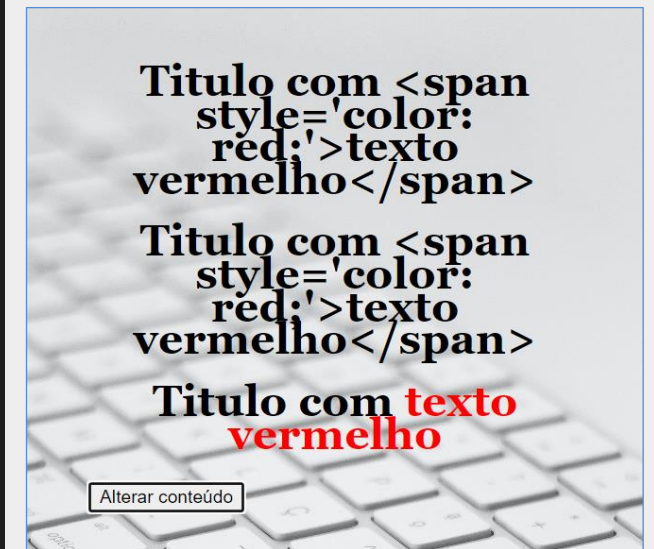 Titulo com <span
style='color:
red;'>texto
vermelho</span>
Titulo com <span
style='color:
red;'>texto
vermelho</span>
Titulo com texto
vermelho
Alterar conteúdo